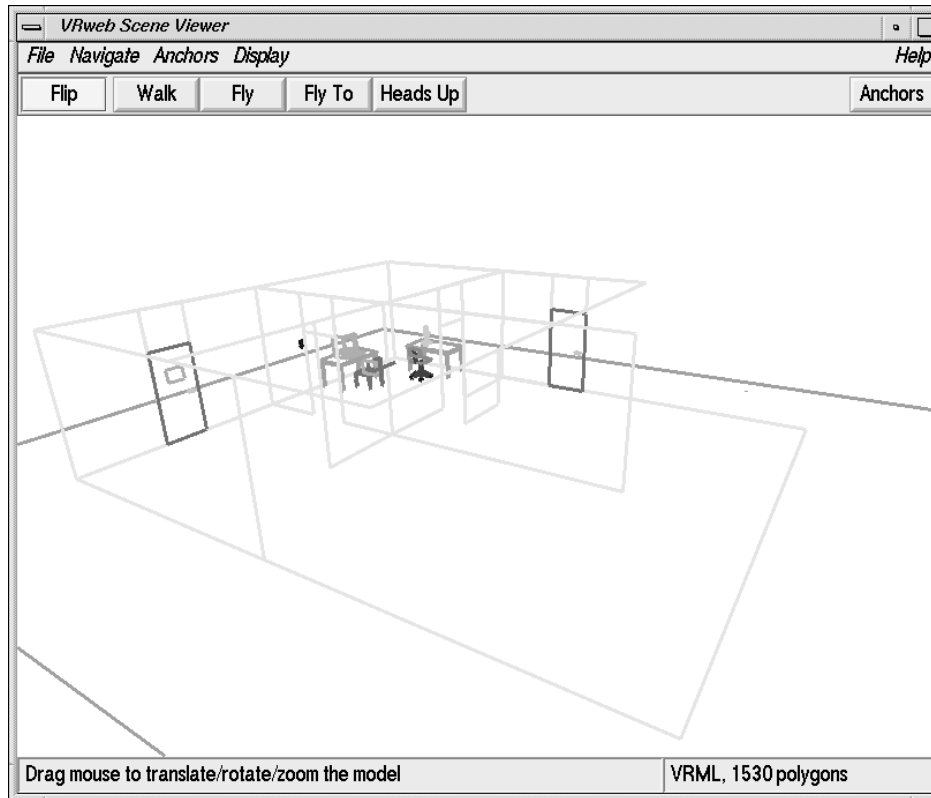 VRweb Scene Viewer
File Navigate Anchors Display Help
Flip Walk Fly Fly To Heads Up Anchors
Drag mouse to translate/rotate/zoom the model VRML, 1530 polygons